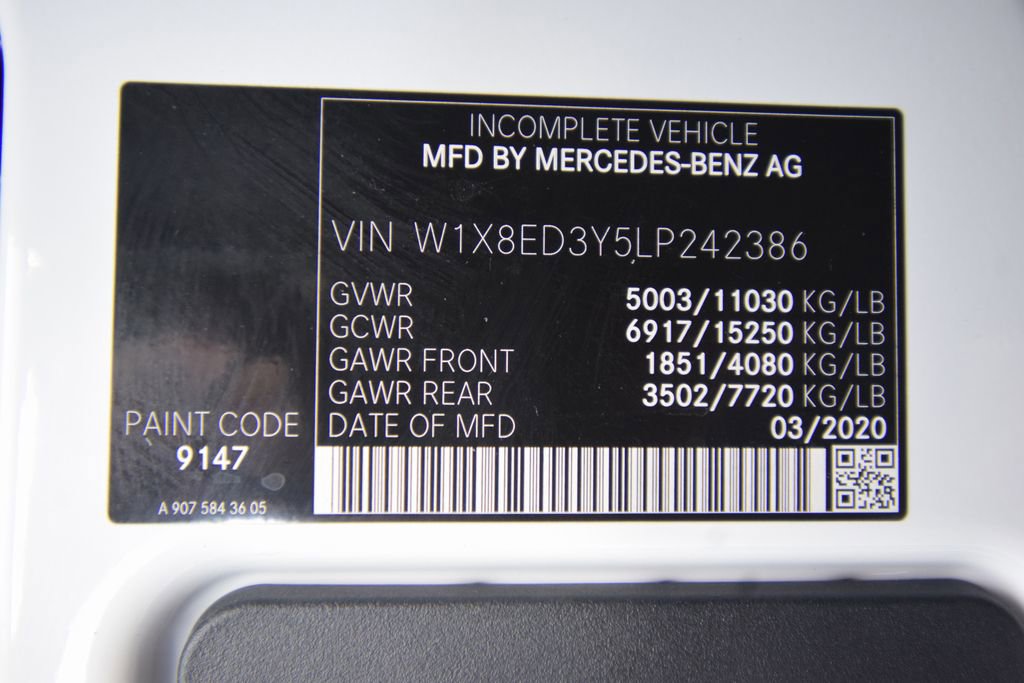 INCOMPLETE VEHICLE
MFD BY MERCEDES-BENZ AG
VIN W1X8ED3Y5LP242386
GVWR 5003/11030 KG/LB
GCWR 6917/15250 KG/LB
GAWR FRONT 1851/4080 KG/LB
GAWR REAR 3502/7720 KG/LB
DATE OF MFD 03/2020
PAINT CODE
9147
A 907 584 36 05